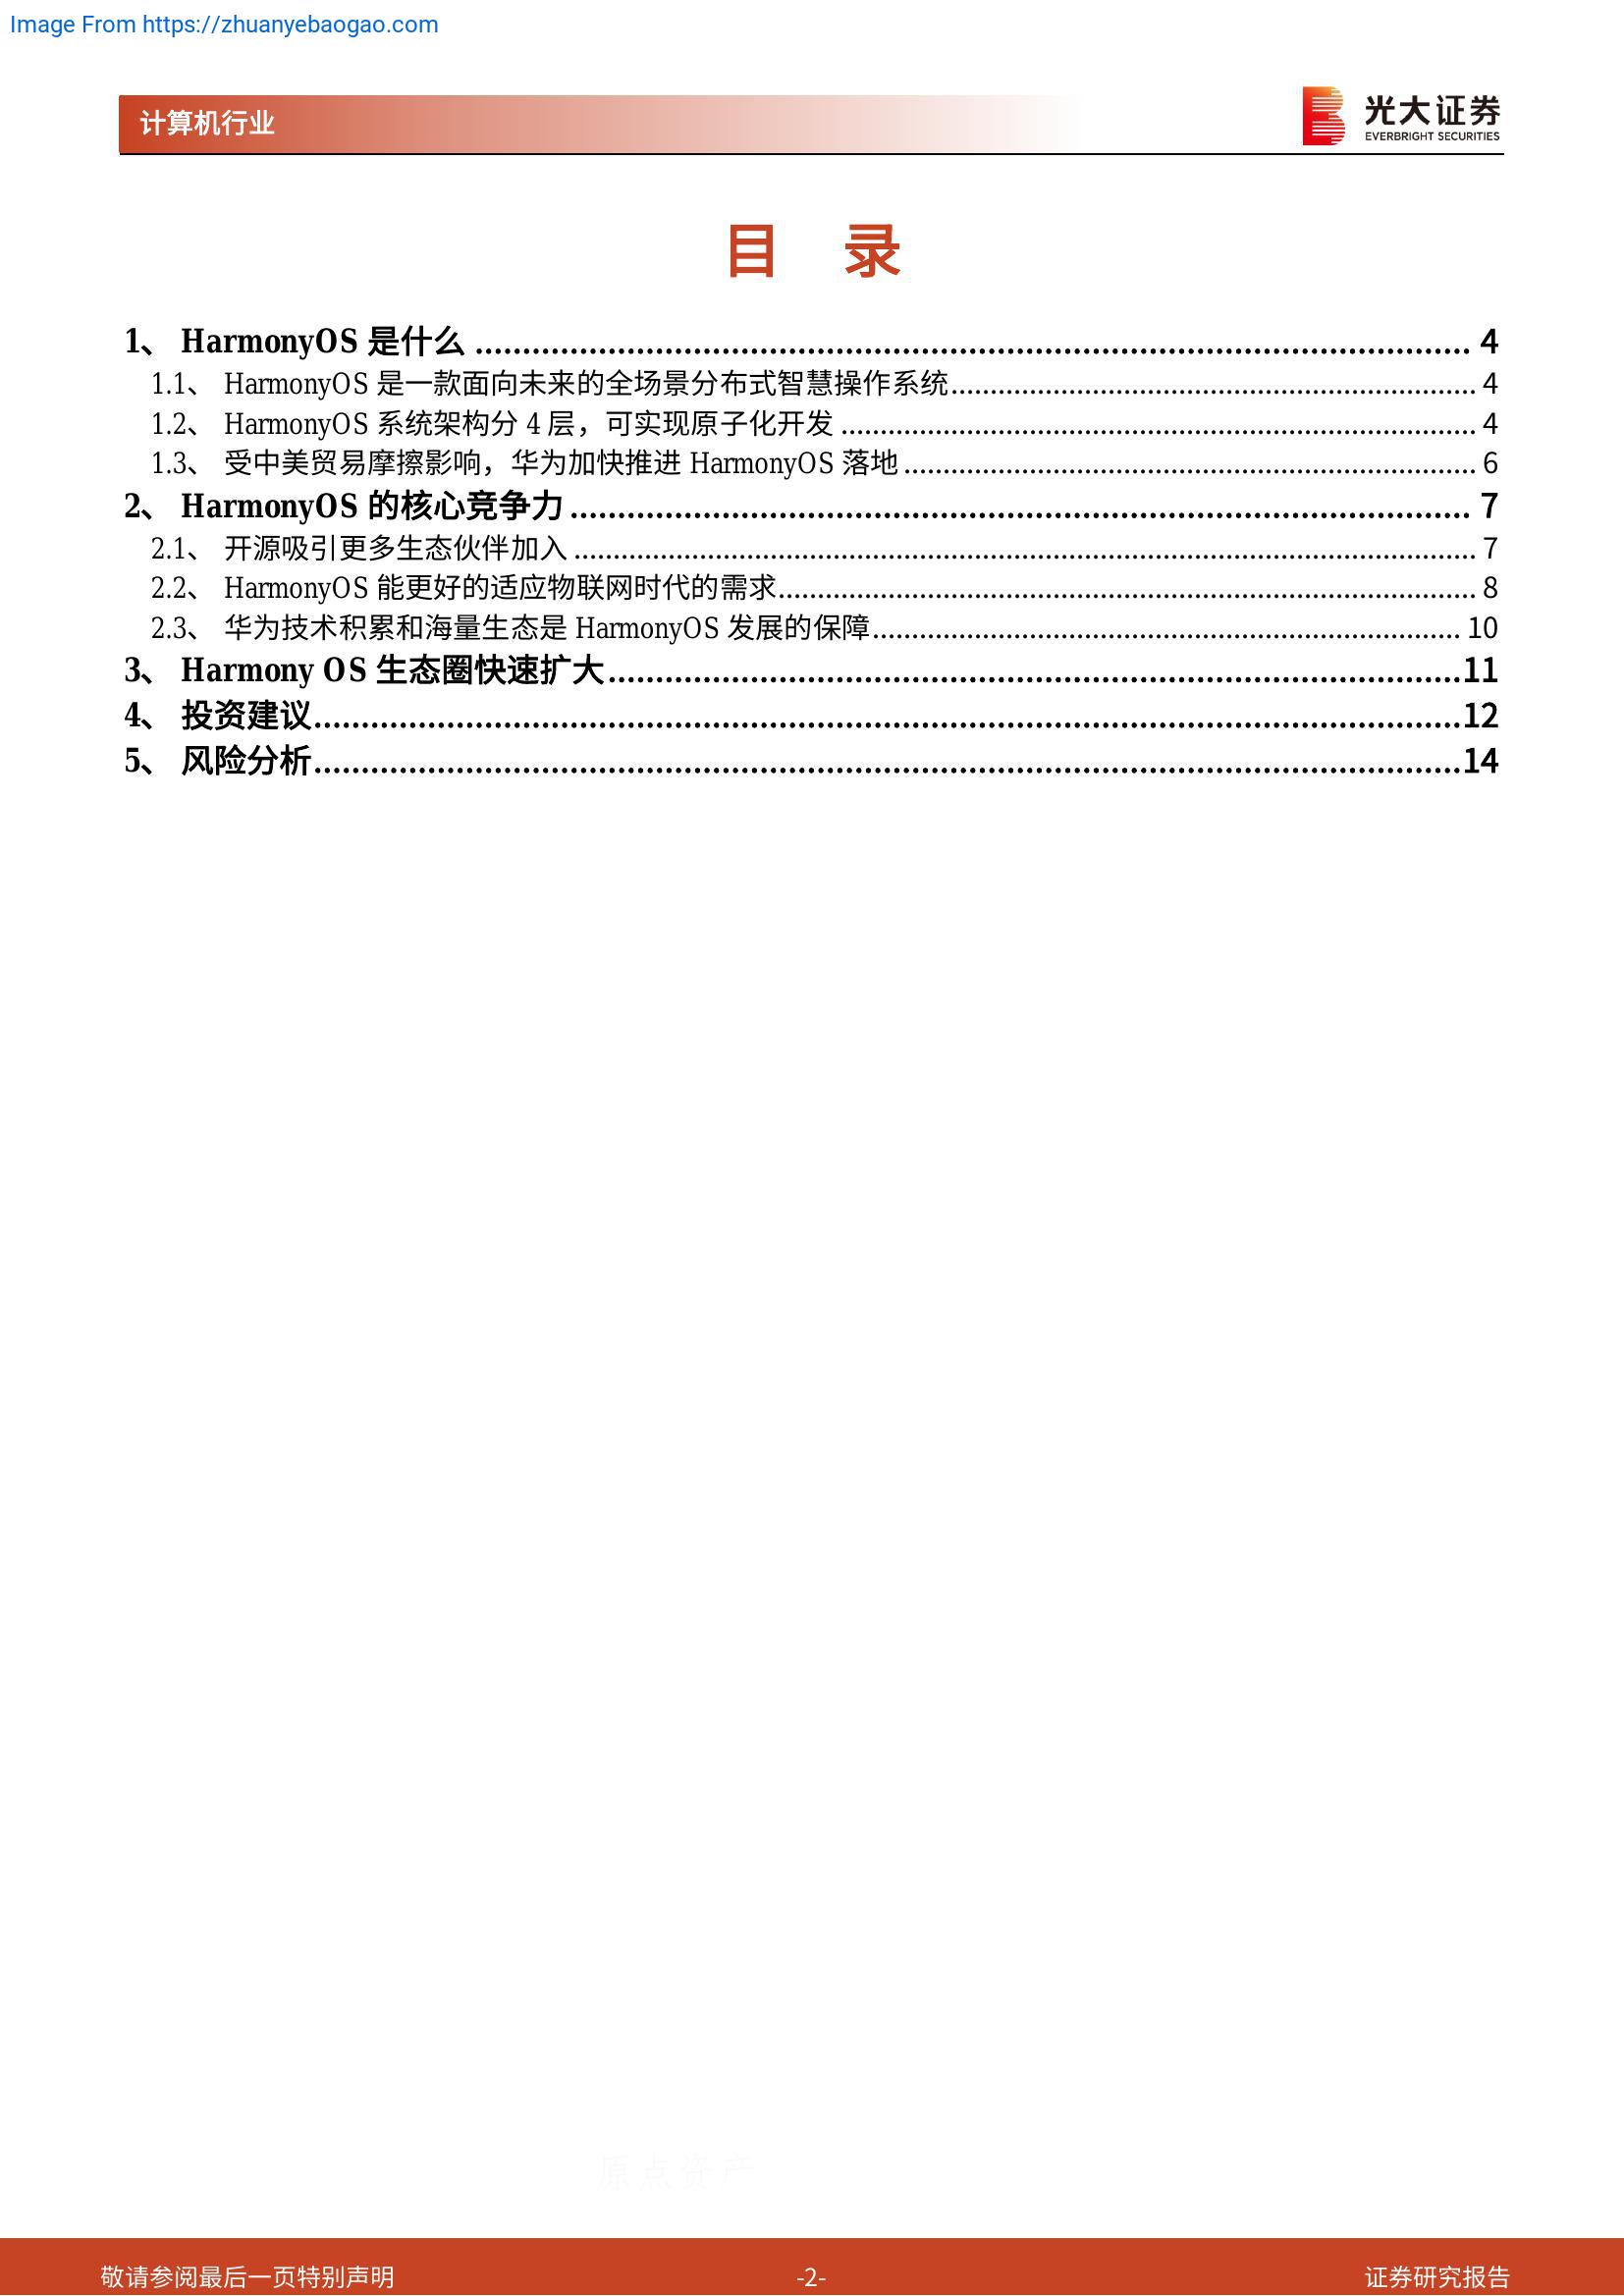 Image From https://zhuanyebaogao.com
计算机行业
光大证券
EVERBRIGHT SECURITIES
目 录
1、 HarmonyOS 是什么 ........ 4
1.1、 HarmonyOS 是一款面向未来的全场景分布式智慧操作系统........ 4
1.2、 HarmonyOS 系统架构分 4 层，可实现原子化开发 ........ 4
1.3、 受中美贸易摩擦影响，华为加快推进 HarmonyOS 落地 ........ 6
2、 HarmonyOS 的核心竞争力 ........ 7
2.1、 开源吸引更多生态伙伴加入 ........ 7
2.2、 HarmonyOS 能更好的适应物联网时代的需求........ 8
2.3、 华为技术积累和海量生态是 HarmonyOS 发展的保障........ 10
3、 Harmony OS 生态圈快速扩大........11
4、 投资建议........12
5、 风险分析........14
原点资产
敬请参阅最后一页特别声明
-2-
证券研究报告